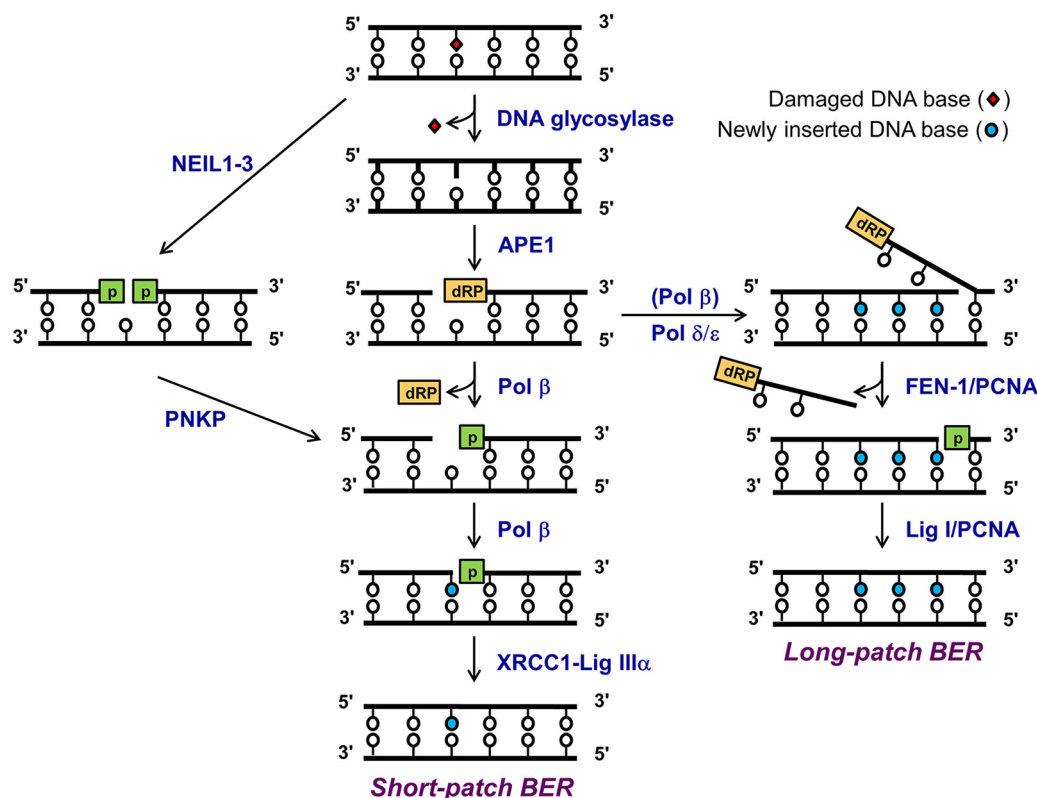 5' 3'
3' 5'
Damaged DNA base ( )
Newly inserted DNA base ( )
DNA glycosylase
NEIL1-3
5' 3'
3' 5'
APE1
5' p p 3'
3' 5'
5' dRP 3'
3' 5'
(Pol β)
Pol δ/ε
dRP
5' 3'
3' 5'
PNKP
dRP Pol β
dRP FEN-1/PCNA
5' p 3'
3' 5'
5' p 3'
3' 5'
Pol β
Lig I/PCNA
5' p 3'
3' 5'
5' 3'
3' 5'
Long-patch BER
XRCC1-Lig IIIα
5' 3'
3' 5'
Short-patch BER